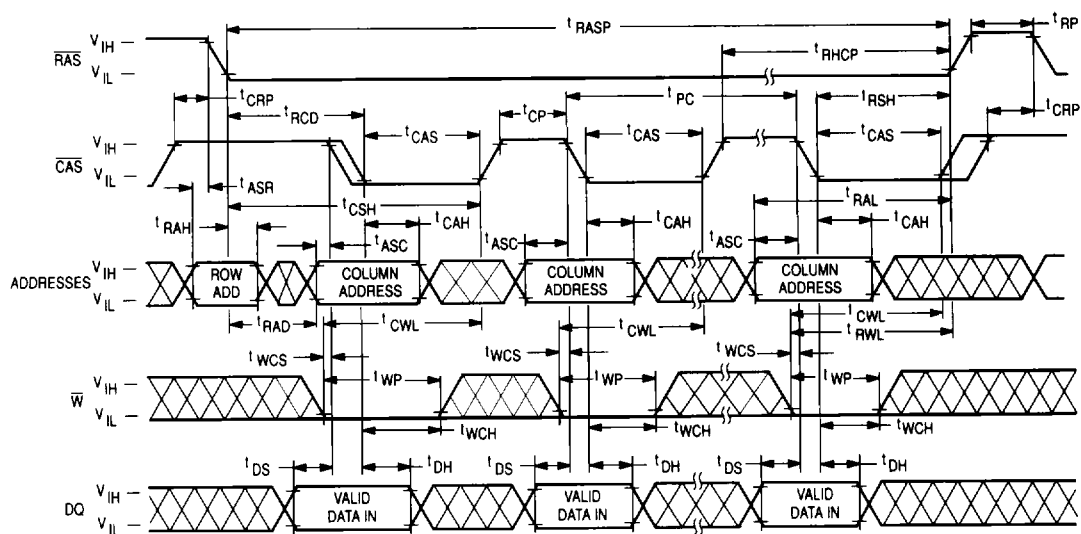 tRASP
tRP
RAS
VIH
VIL
tRHCP
tCRP
tRCD
tCP
tPC
tRSH
tCRP
tCAS
tCAS
tCAS
CAS
VIH
VIL
tASR
tCSH
tRAL
tRAH
tASC
tCAH
tASC
tCAH
tASC
tCAH
ADDRESSES
VIH
VIL
ROW ADD
COLUMN ADDRESS
COLUMN ADDRESS
COLUMN ADDRESS
tRAD
tCWL
tCWL
tCWL
tRWL
tWCS
tWCS
tWCS
W
VIH
VIL
tWP
tWP
tWP
tWCH
tWCH
tWCH
tDS
tDH
tDS
tDH
tDS
tDH
DQ
VIH
VIL
VALID DATA IN
VALID DATA IN
VALID DATA IN